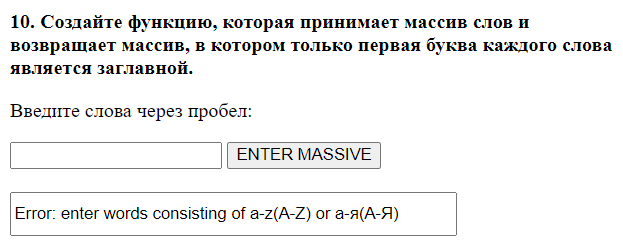 10. Создайте функцию, которая принимает массив слов и
возвращает массив, в котором только первая буква каждого слова
является заглавной.
Введите слова через пробел:
ENTER MASSIVE
Error: enter words consisting of a-z(A-Z) or а-я(А-Я)